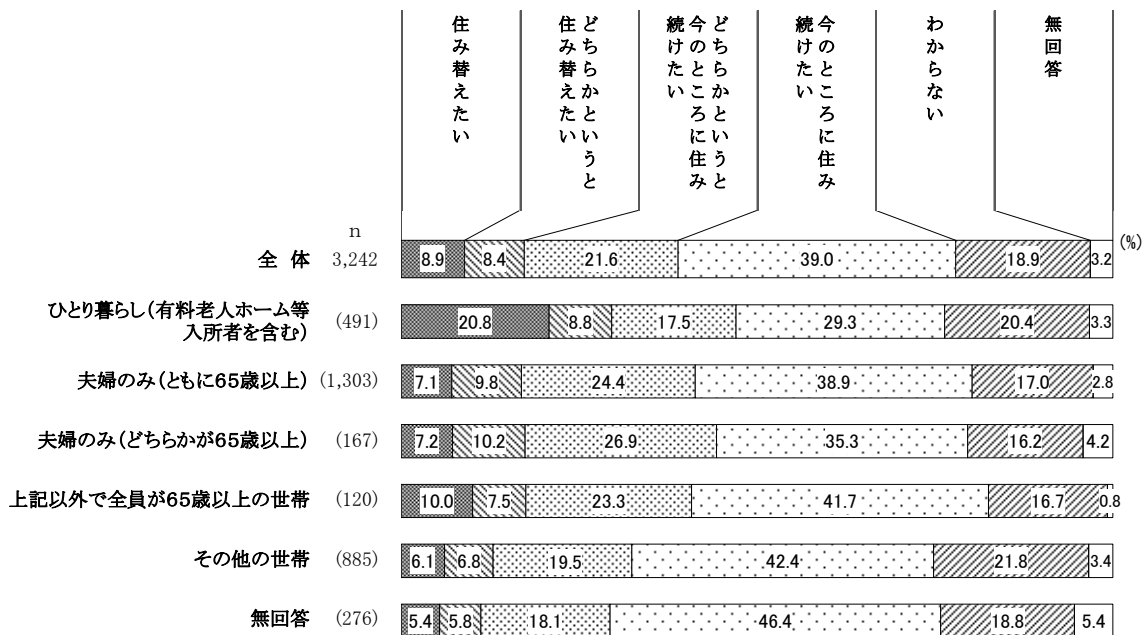 住み替えたい
どちらかというと
住み替えたい
どちらかというと
今のところに住み
続けたい
今のところに住み
続けたい
わからない
無回答
n
(%)
全 体 3,242 8.9 8.4 21.6 39.0 18.9 3.2
ひとり暮らし(有料老人ホーム等
入所者を含む) (491) 20.8 8.8 17.5 29.3 20.4 3.3
夫婦のみ(ともに65歳以上) (1,303) 7.1 9.8 24.4 38.9 17.0 2.8
夫婦のみ(どちらかが65歳以上) (167) 7.2 10.2 26.9 35.3 16.2 4.2
上記以外で全員が65歳以上の世帯 (120) 10.0 7.5 23.3 41.7 16.7 0.8
その他の世帯 (885) 6.1 6.8 19.5 42.4 21.8 3.4
無回答 (276) 5.4 5.8 18.1 46.4 18.8 5.4